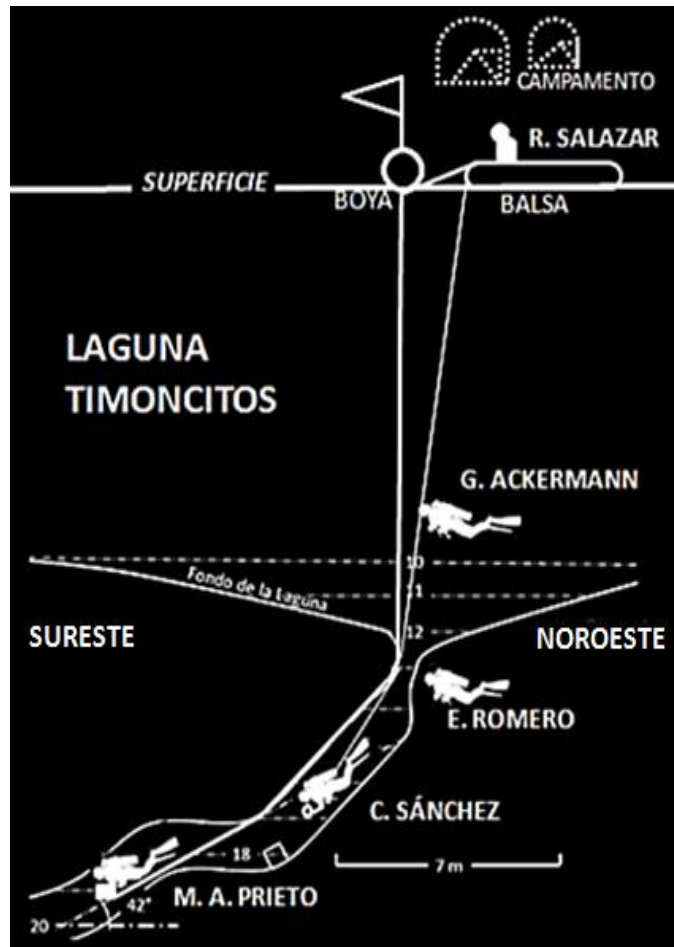 CAMPAMENTO
R. SALAZAR
SUPERFICIE
BOYA
BALSA
LAGUNA
TIMONCITOS
G. ACKERMANN
10
Fondo de la Laguna
11
SURESTE
12
NOROESTE
E. ROMERO
C. SÁNCHEZ
18
7 m
M. A. PRIETO
42°
20